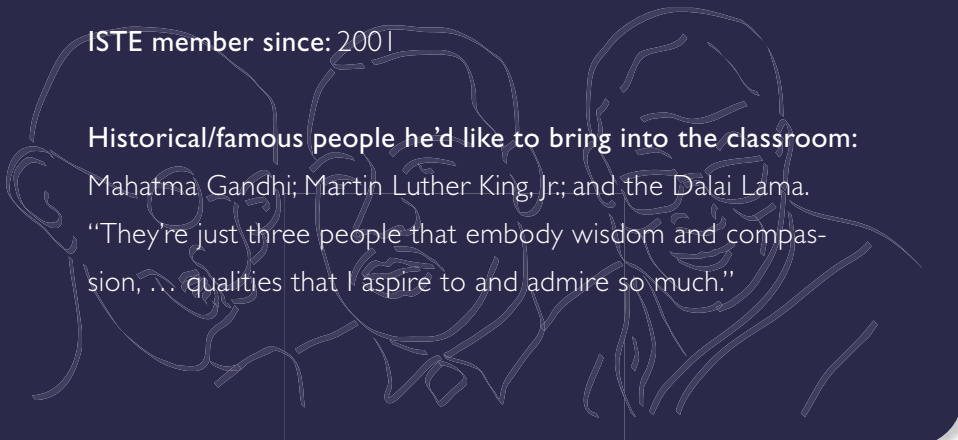 ISTE member since: 2001
Historical/famous people he’d like to bring into the classroom:
Mahatma Gandhi; Martin Luther King, Jr.; and the Dalai Lama.
“They’re just three people that embody wisdom and compas-
sion, … qualities that I aspire to and admire so much.”